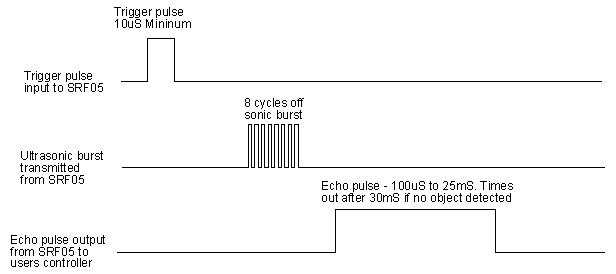 Trigger pulse
10uS Mininum
Trigger pulse
input to SRF05
8 cycles off
sonic burst
Ultrasonic burst
transmitted
from SRF05
Echo pulse - 100uS to 25mS. Times
out after 30mS if no object detected
Echo pulse output
from SRF05 to
users controller